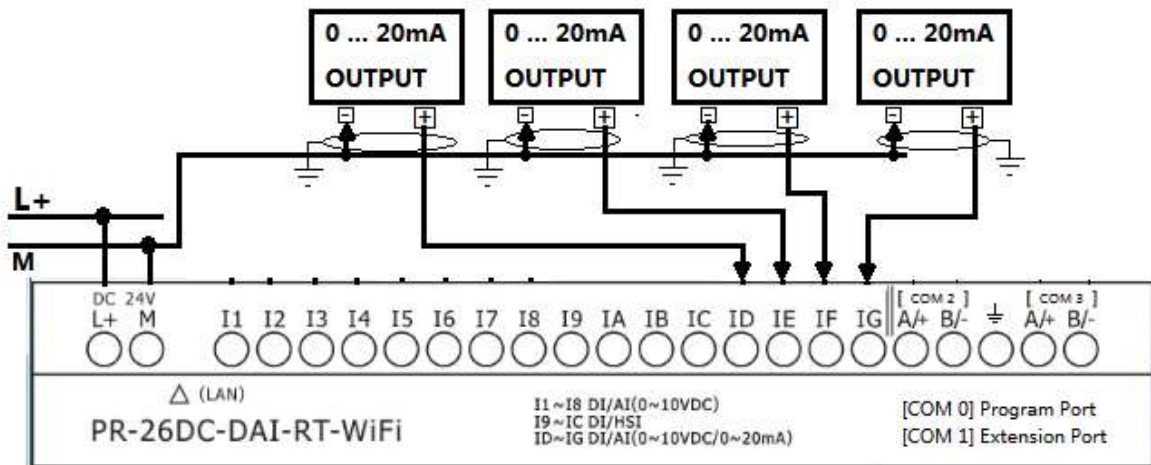 0 ... 20mA 0 ... 20mA 0 ... 20mA 0 ... 20mA
OUTPUT OUTPUT OUTPUT OUTPUT
- + - + - + - +
L+
M
DC 24V [ COM 2 ] [ COM 3 ]
L+ M I1 I2 I3 I4 I5 I6 I7 I8 I9 IA IB IC ID IE IF IG A/+ B/- A/+ B/-
(LAN)
PR-26DC-DAI-RT-WiFi
I1~I8 DI/AI(0~10VDC)
I9~IC DI/HSI
ID~IG DI/AI(0~10VDC/0~20mA)
[COM 0] Program Port
[COM 1] Extension Port